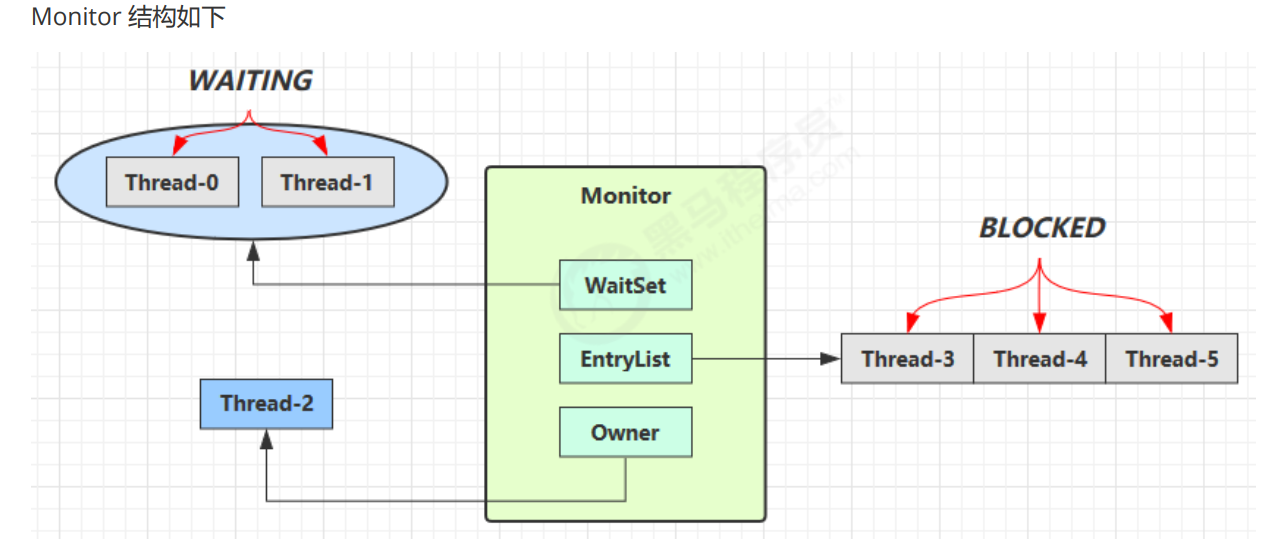 Monitor 结构如下
WAITING
Thread-0
Thread-1
Monitor
黑马程序员
www.itheima.com
BLOCKED
WaitSet
EntryList
Thread-3
Thread-4
Thread-5
Thread-2
Owner